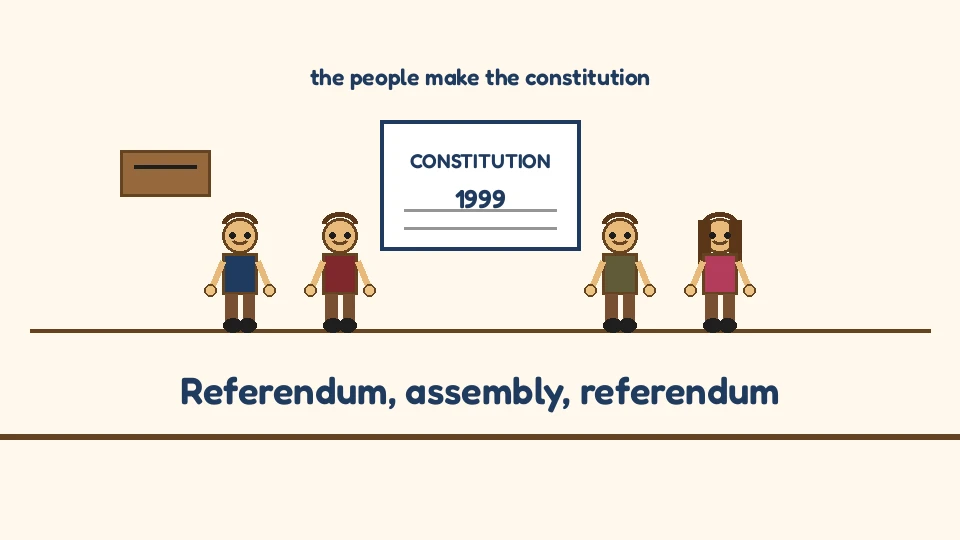 the people make the constitution
CONSTITUTION
1999
Referendum, assembly, referendum